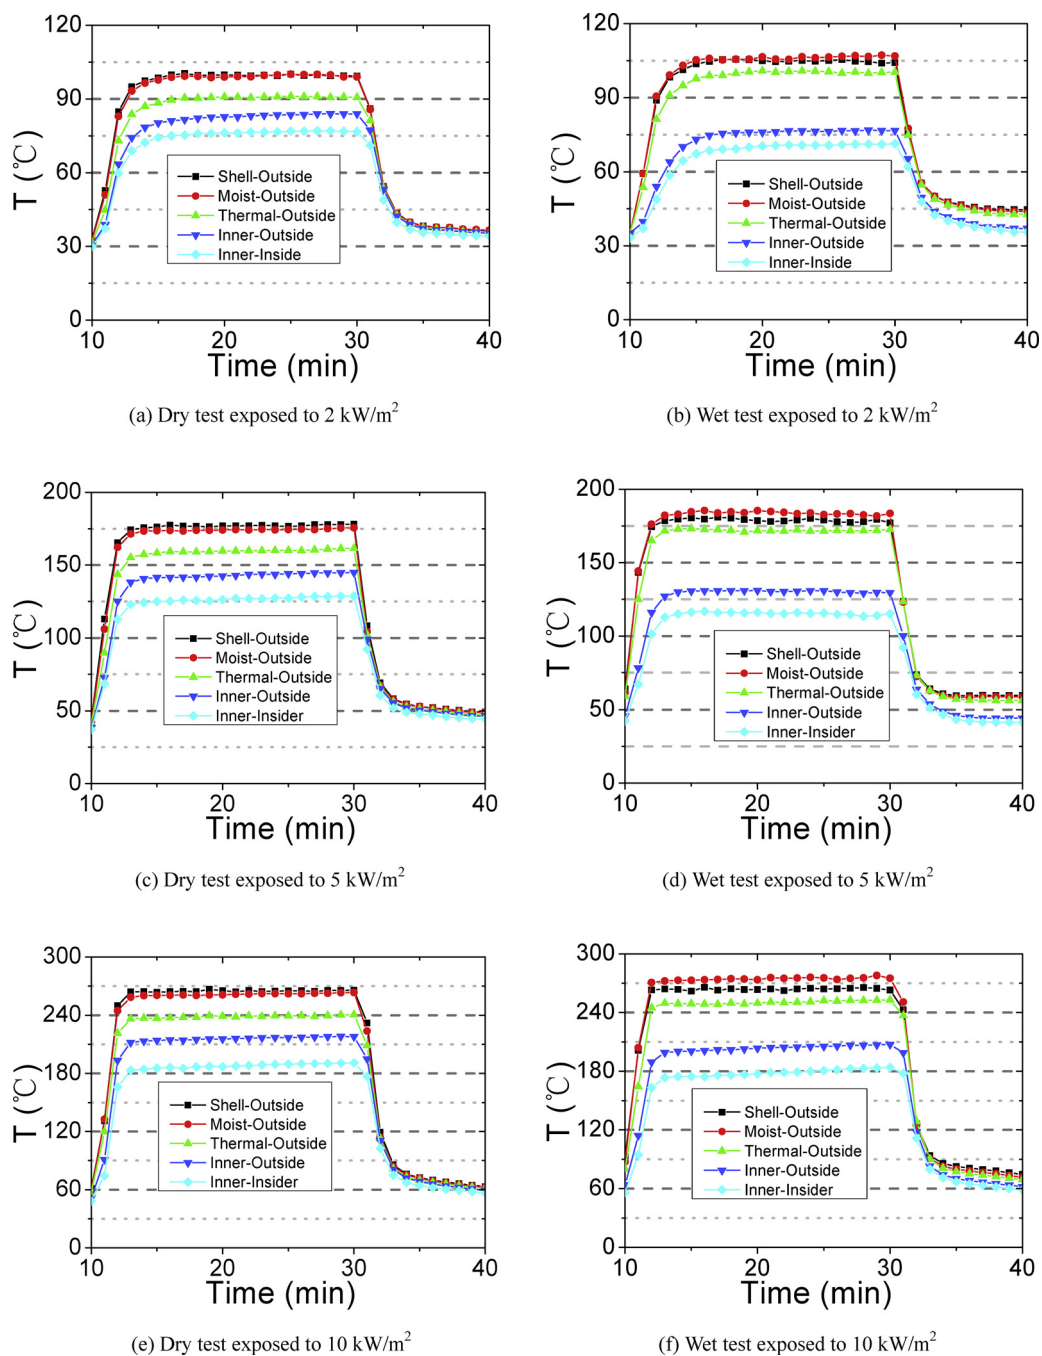 120
90
60
30
0
T (℃)
Shell-Outside
Moist-Outside
Thermal-Outside
Inner-Outside
Inner-Inside
10 20 30 40
Time (min)
(a) Dry test exposed to 2 kW/m²
120
90
60
30
0
T (℃)
Shell-Outside
Moist-Outside
Thermal-Outside
Inner-Outside
Inner-Inside
10 20 30 40
Time (min)
(b) Wet test exposed to 2 kW/m²
200
150
100
50
0
T (℃)
Shell-Outside
Moist-Outside
Thermal-Outside
Inner-Outside
Inner-Insider
10 20 30 40
Time (min)
(c) Dry test exposed to 5 kW/m²
200
150
100
50
0
T (℃)
Shell-Outside
Moist-Outside
Thermal-Outside
Inner-Outside
Inner-Insider
10 20 30 40
Time (min)
(d) Wet test exposed to 5 kW/m²
300
240
180
120
60
0
T (℃)
Shell-Outside
Moist-Outside
Thermal-Outside
Inner-Outside
Inner-Insider
10 20 30 40
Time (min)
(e) Dry test exposed to 10 kW/m²
300
240
180
120
60
0
T (℃)
Shell-Outside
Moist-Outside
Thermal-Outside
Inner-Outside
Inner-Insider
10 20 30 40
Time (min)
(f) Wet test exposed to 10 kW/m²